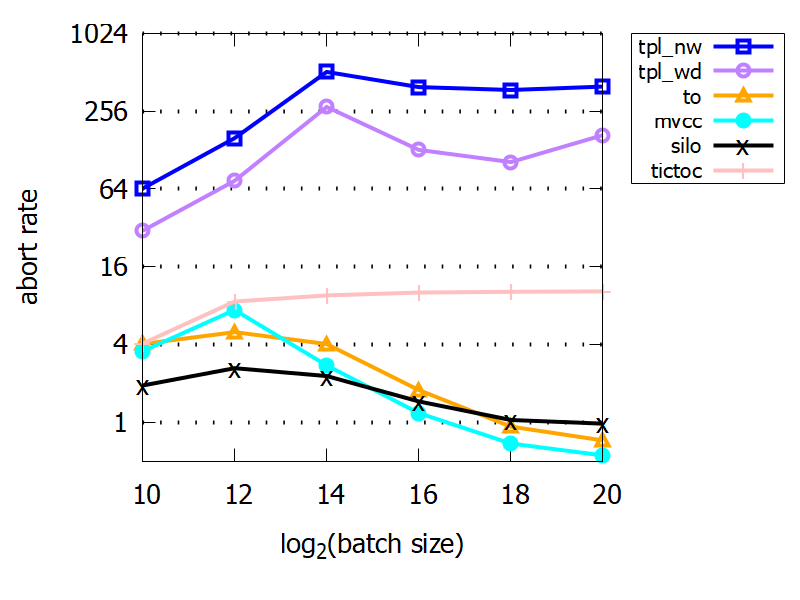 1024
256
64
16
4
1
abort rate
10 12 14 16 18 20
log₂(batch size)
tpl_nw
tpl_wd
to
mvcc
silo
tictoc